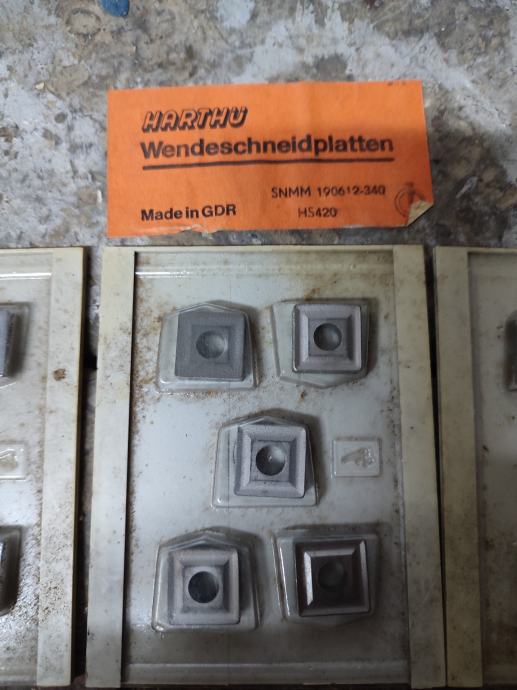 HARTHÜ
Wendeschneidplatten
SNMM 190612-340
Made in GDR HS420